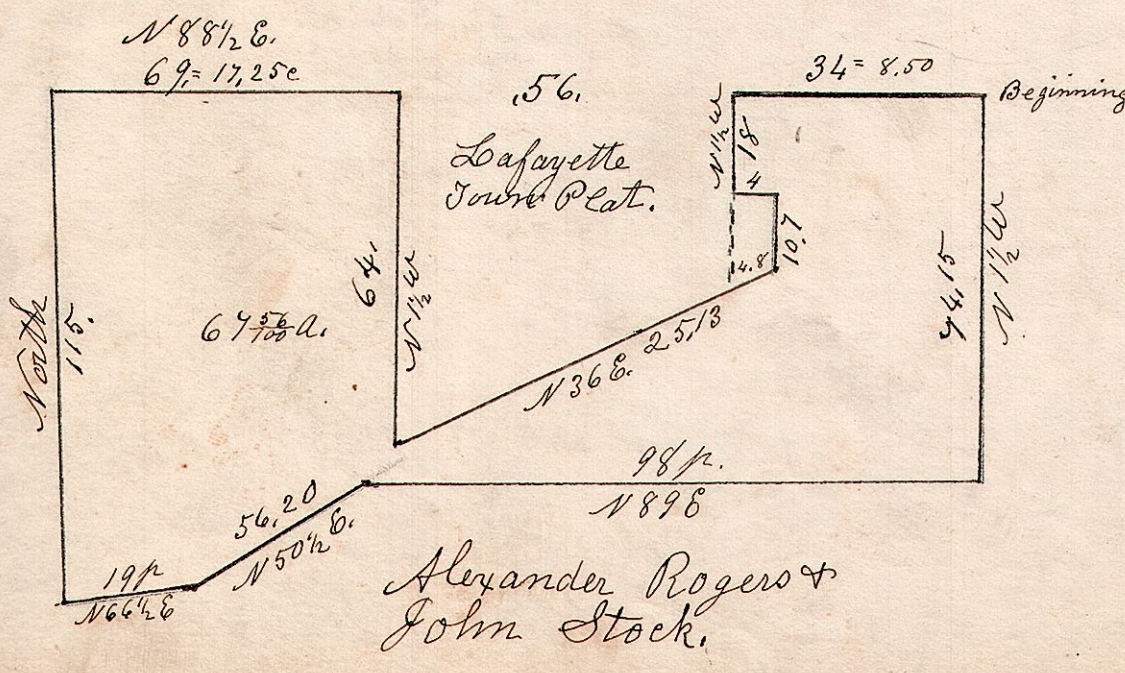 N 88½ E.
69,= 17,25c
,56,
34= 8.50
Beginning
Lafayette
Town Plat.
N 1½ W
18
4
10.7
4.8
64.
N 1½ W
74,15
N 1½ W
North
115.
67 56/100 A.
25,13
N 36 E.
98 p.
N 89 E
56,20
N 50½ E.
19 p
N 66½ E
Alexander Rogers &
John Stock.